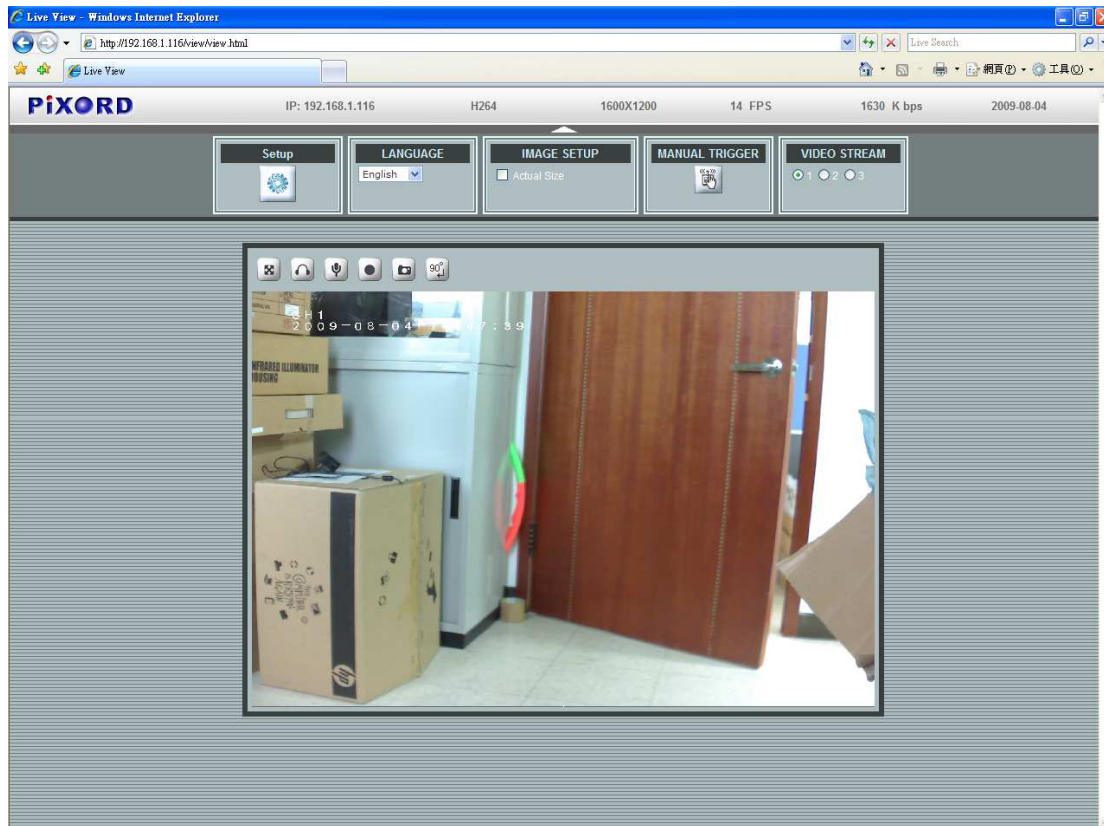 Live View - Windows Internet Explorer
http://192.168.1.116/view/view.html
Live Search
Live View
網頁(P)
工具(O)
PiXORD
IP: 192.168.1.116
H264
1600X1200
14 FPS
1630 K bps
2009-08-04
Setup
LANGUAGE
IMAGE SETUP
MANUAL TRIGGER
VIDEO STREAM
English
Actual Size
1 2 3
90°
CH1
2009-08-04
:39
INFRARED ILLUMINATOR
HOUSING
hp